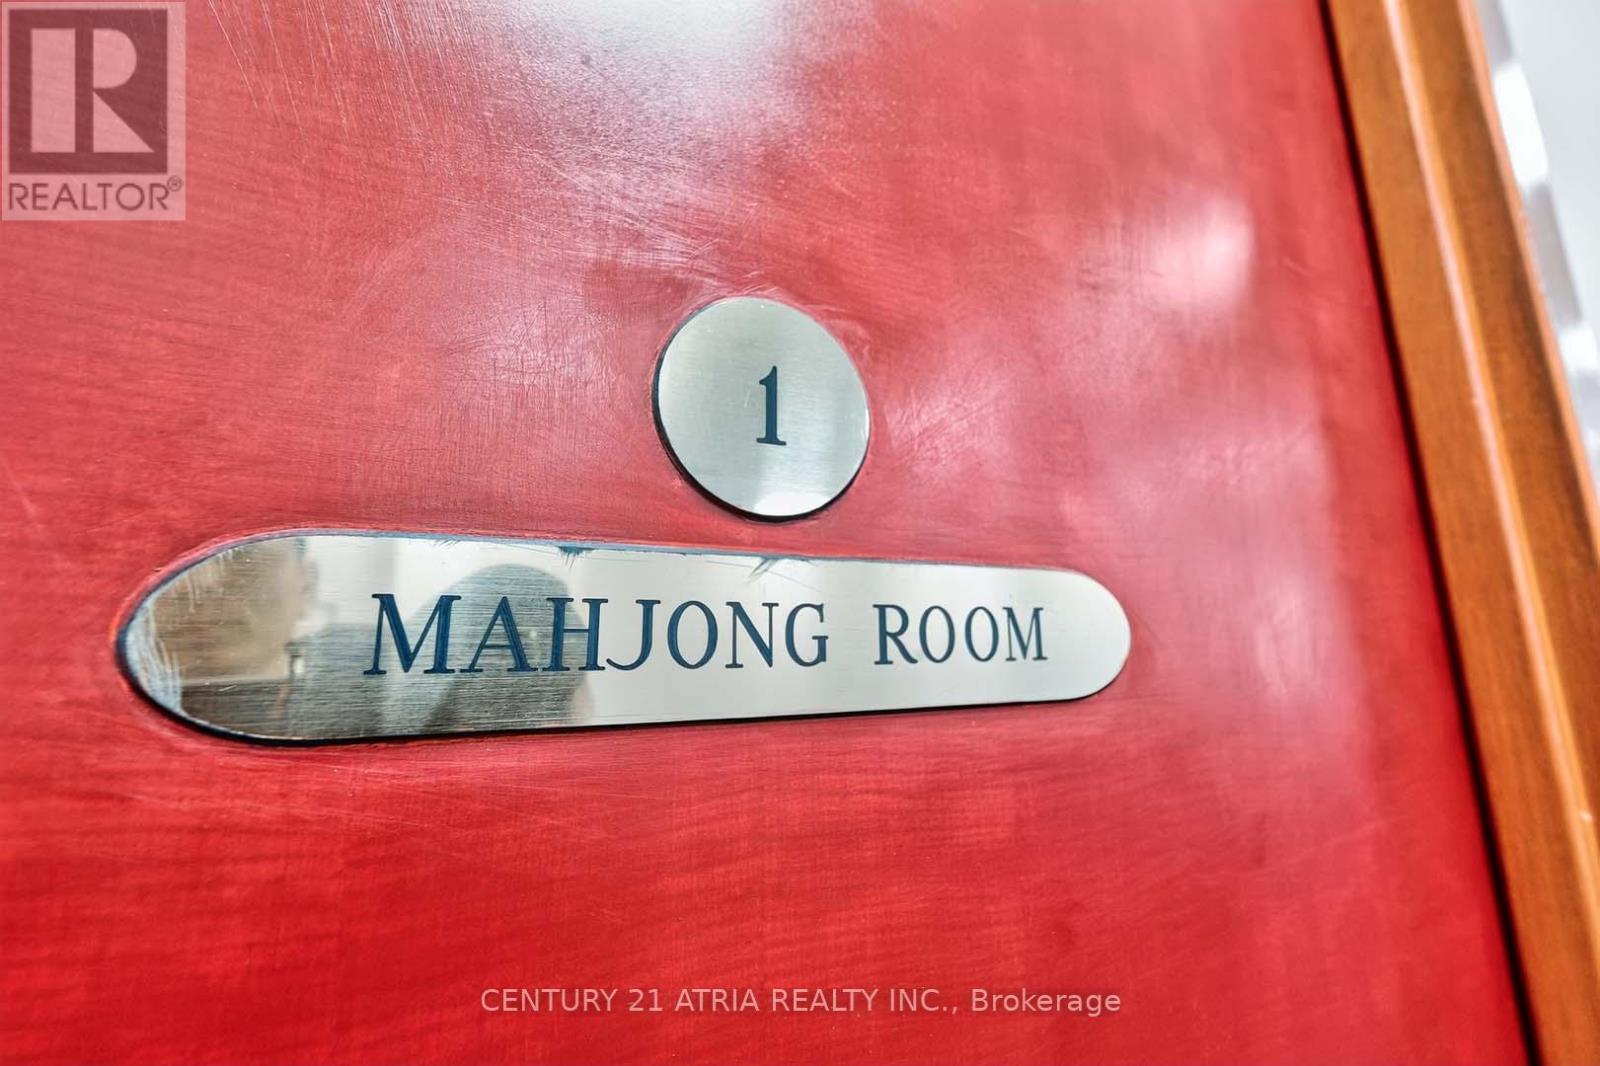 REALTOR®
1
MAHJONG ROOM
CENTURY 21 ATRIA REALTY INC., Brokerage